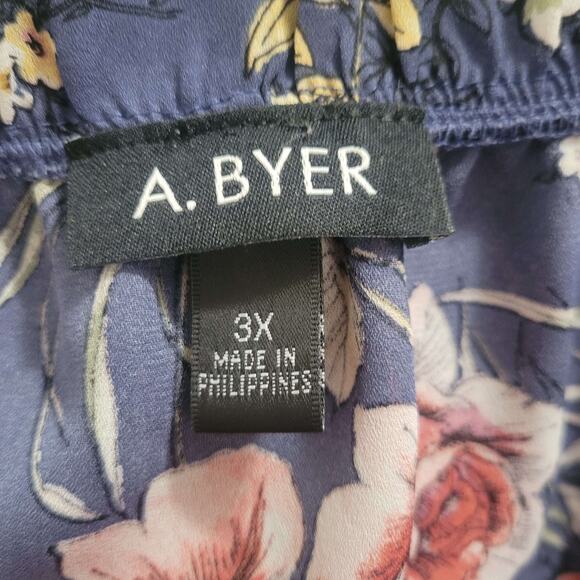 A. BYER
3X
MADE IN
PHILIPPINES